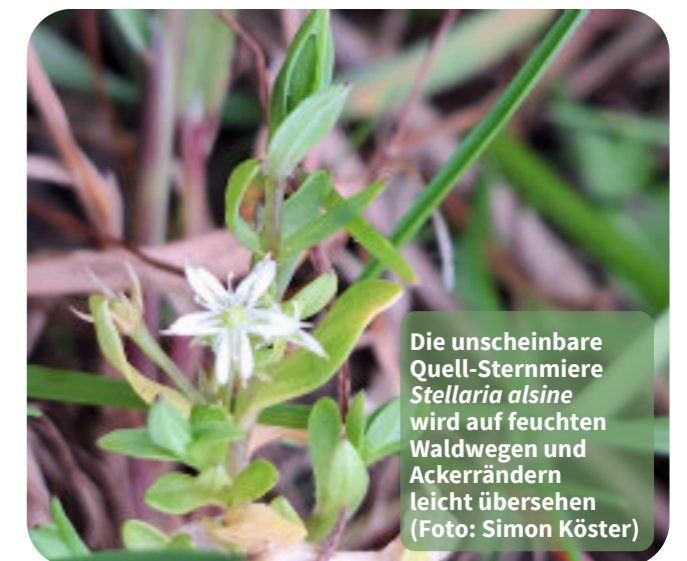 Die unscheinbare
Quell-Sternmiere
Stellaria alsine
wird auf feuchten
Waldwegen und
Ackerrändern
leicht übersehen
(Foto: Simon Köster)